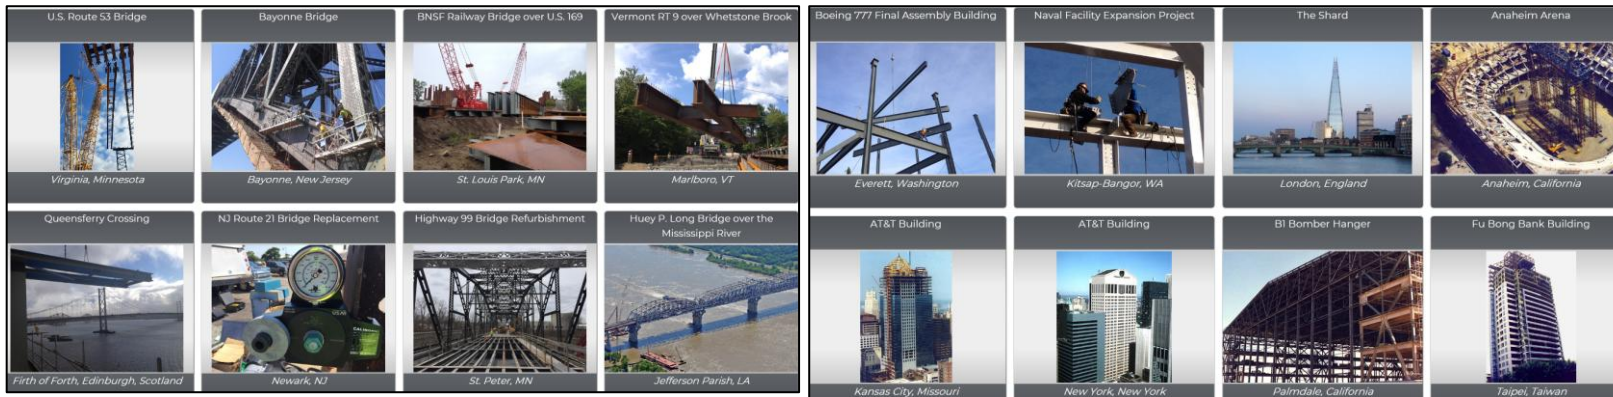 U.S. Route 53 Bridge
Bayonne Bridge
BNSF Railway Bridge over U.S. 169
Vermont RT 9 over Whetstone Brook
Virginia, Minnesota
Bayonne, New Jersey
St. Louis Park, MN
Marlboro, VT
Queensferry Crossing
NJ Route 21 Bridge Replacement
Highway 99 Bridge Refurbishment
Huey P. Long Bridge over the
Mississippi River
Firth of Forth, Edinburgh, Scotland
Newark, NJ
St. Peter, MN
Jefferson Parish, LA
Boeing 777 Final Assembly Building
Naval Facility Expansion Project
The Shard
Anaheim Arena
Everett, Washington
Kitsap-Bangor, WA
London, England
Anaheim, California
AT&T Building
AT&T Building
B1 Bomber Hanger
Fu Bong Bank Building
Kansas City, Missouri
New York, New York
Palmdale, California
Taipei, Taiwan